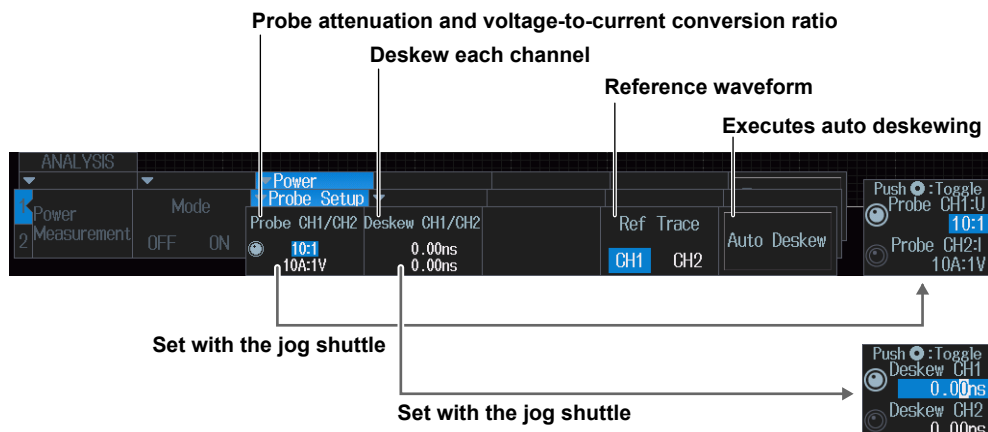 Probe attenuation and voltage-to-current conversion ratio
Deskew each channel
Reference waveform
Executes auto deskewing
ANALYSIS
Power
Probe Setup
1
2
Power
Measurement
Mode
OFF ON
Probe CH1/CH2
10:1
10A:1V
Deskew CH1/CH2
0.00ns
0.00ns
Ref Trace
CH1 CH2
Auto Deskew
Push :Toggle
Probe CH1:U
10:1
Probe CH2:I
10A:1V
Set with the jog shuttle
Set with the jog shuttle
Push :Toggle
Deskew CH1
0.00ns
Deskew CH2
0.00ns